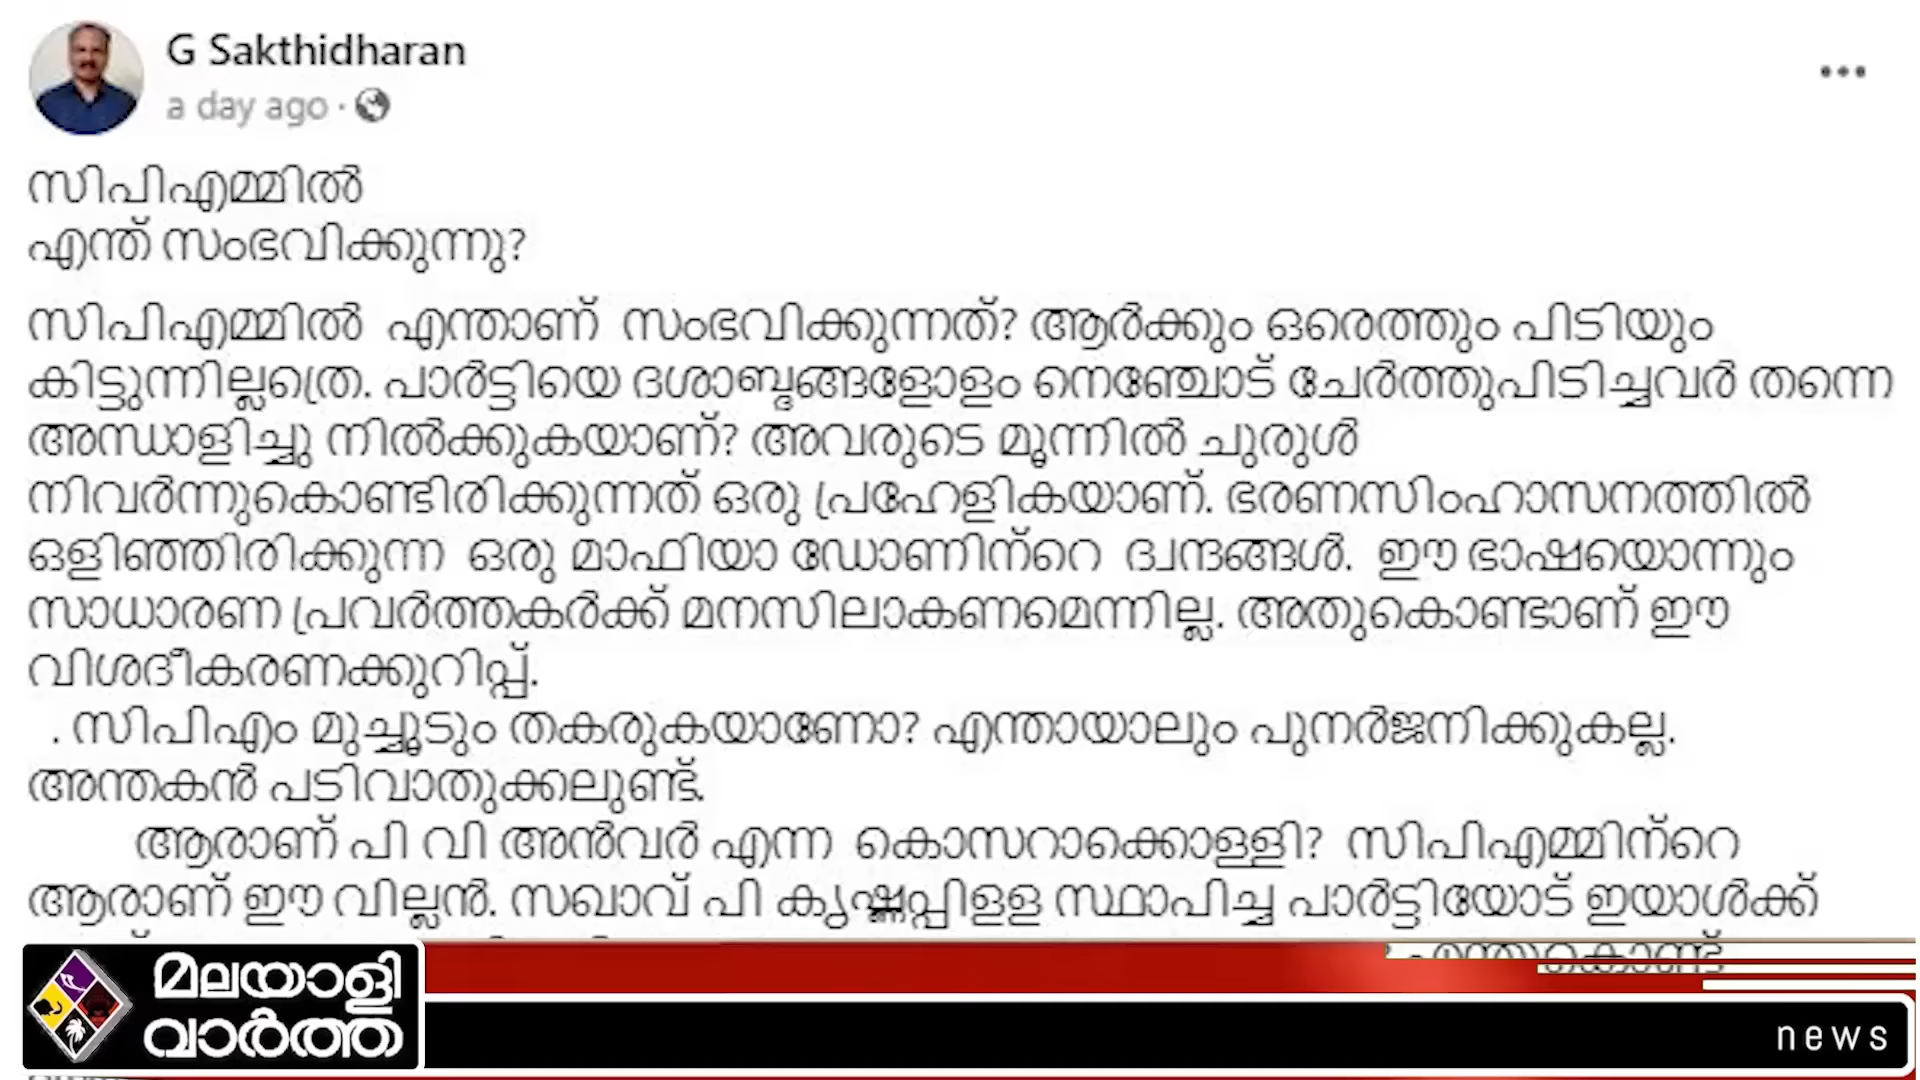 G Sakthidharan
a day ago ·
സിപിഎമ്മിൽ
എന്ത് സംഭവിക്കുന്നു?
സിപിഎമ്മിൽ എന്താണ് സംഭവിക്കുന്നത്? ആർക്കും ഒരെത്തും പിടിയും
കിട്ടുന്നില്ലത്രെ. പാർട്ടിയെ ദശാബ്ദങ്ങളോളം നെഞ്ചോട് ചേർത്തുപിടിച്ചവർ തന്നെ
അന്ധാളിച്ചു നിൽക്കുകയാണ്? അവരുടെ മുന്നിൽ ചുരുൾ
നിവർന്നുകൊണ്ടിരിക്കുന്നത് ഒരു പ്രഹേളികയാണ്. ഭരണസിംഹാസനത്തിൽ
ഒളിഞ്ഞിരിക്കുന്ന ഒരു മാഫിയാ ഡോണിന്റെ ദ്വന്ദങ്ങൾ. ഈ ഭാഷയൊന്നും
സാധാരണ പ്രവർത്തകർക്ക് മനസിലാകണമെന്നില്ല. അതുകൊണ്ടാണ് ഈ
വിശദീകരണക്കുറിപ്പ്.
. സിപിഎം മുച്ചൂടും തകരുകയാണോ? എന്തായാലും പുനർജനിക്കുകല്ല.
അന്തകൻ പടിവാതുക്കലുണ്ട്.
ആരാണ് പി വി അൻവർ എന്ന കൊസറാക്കൊള്ളി? സിപിഎമ്മിന്റെ
ആരാണ് ഈ വില്ലൻ. സഖാവ് പി കൃഷ്ണപ്പിളള സ്ഥാപിച്ച പാർട്ടിയോട് ഇയാൾക്ക്
എന്തുകൊണ്ട്
മലയാളി
വാർത്ത
news